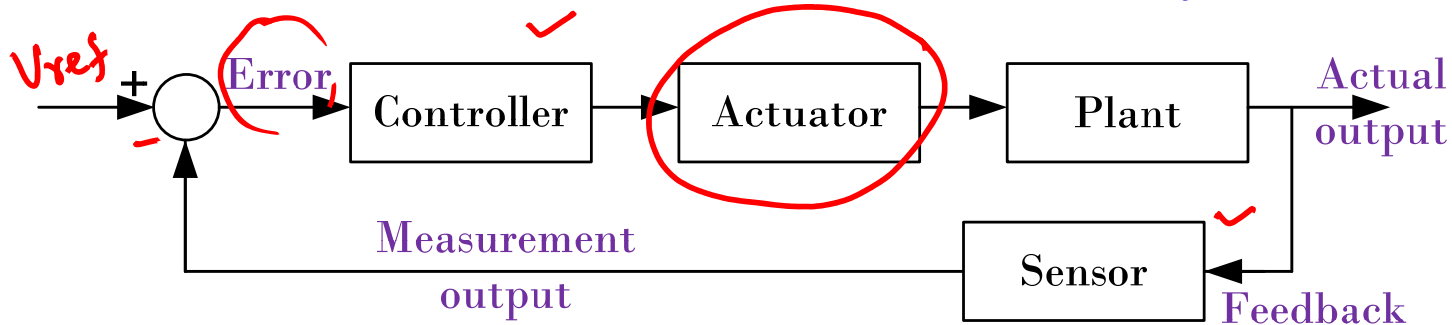 Vref
+
-
Error
Controller
Actuator
Plant
Actual
output
Measurement
output
Sensor
Feedback